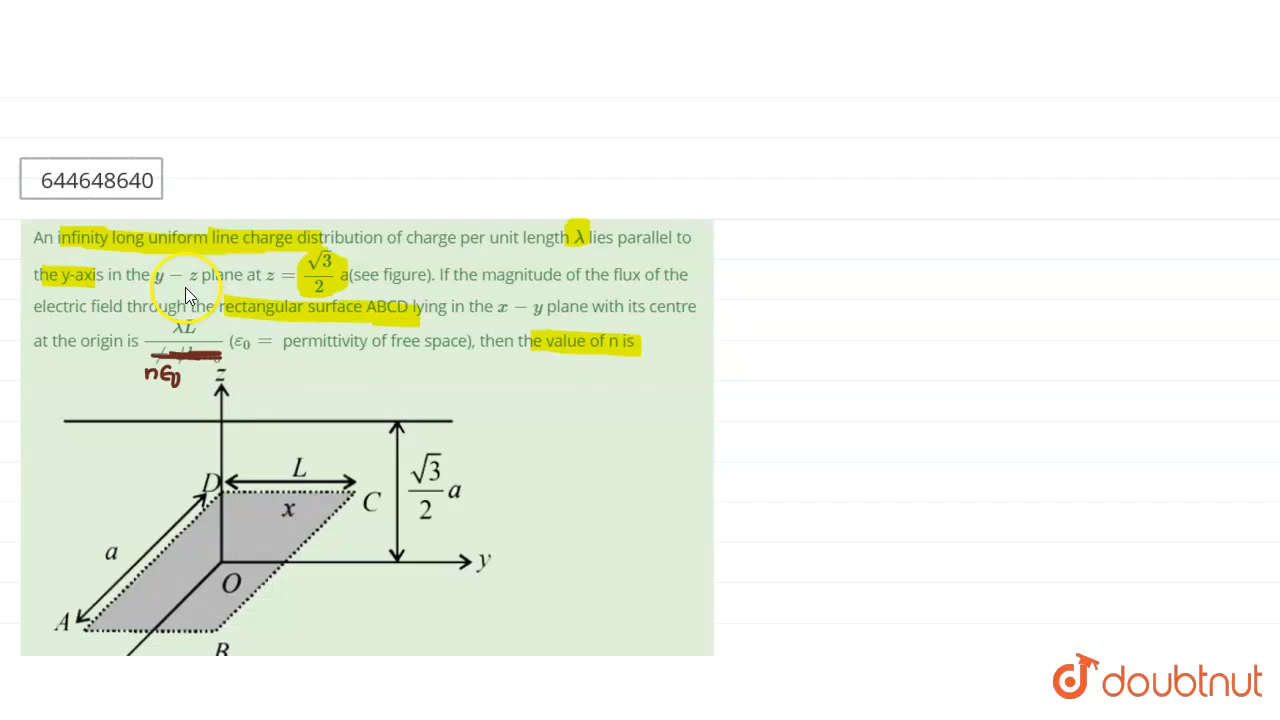 644648640
An infinity long uniform line charge distribution of charge per unit length λ lies parallel to
the y-axis in the y − z plane at z = √3/2 a(see figure). If the magnitude of the flux of the
electric field through the rectangular surface ABCD lying in the x − y plane with its centre
at the origin is λL (ε0 = permittivity of free space), then the value of n is
nε0
z
L
D
C
x
√3/2 a
a
y
O
A
B
doubtnut